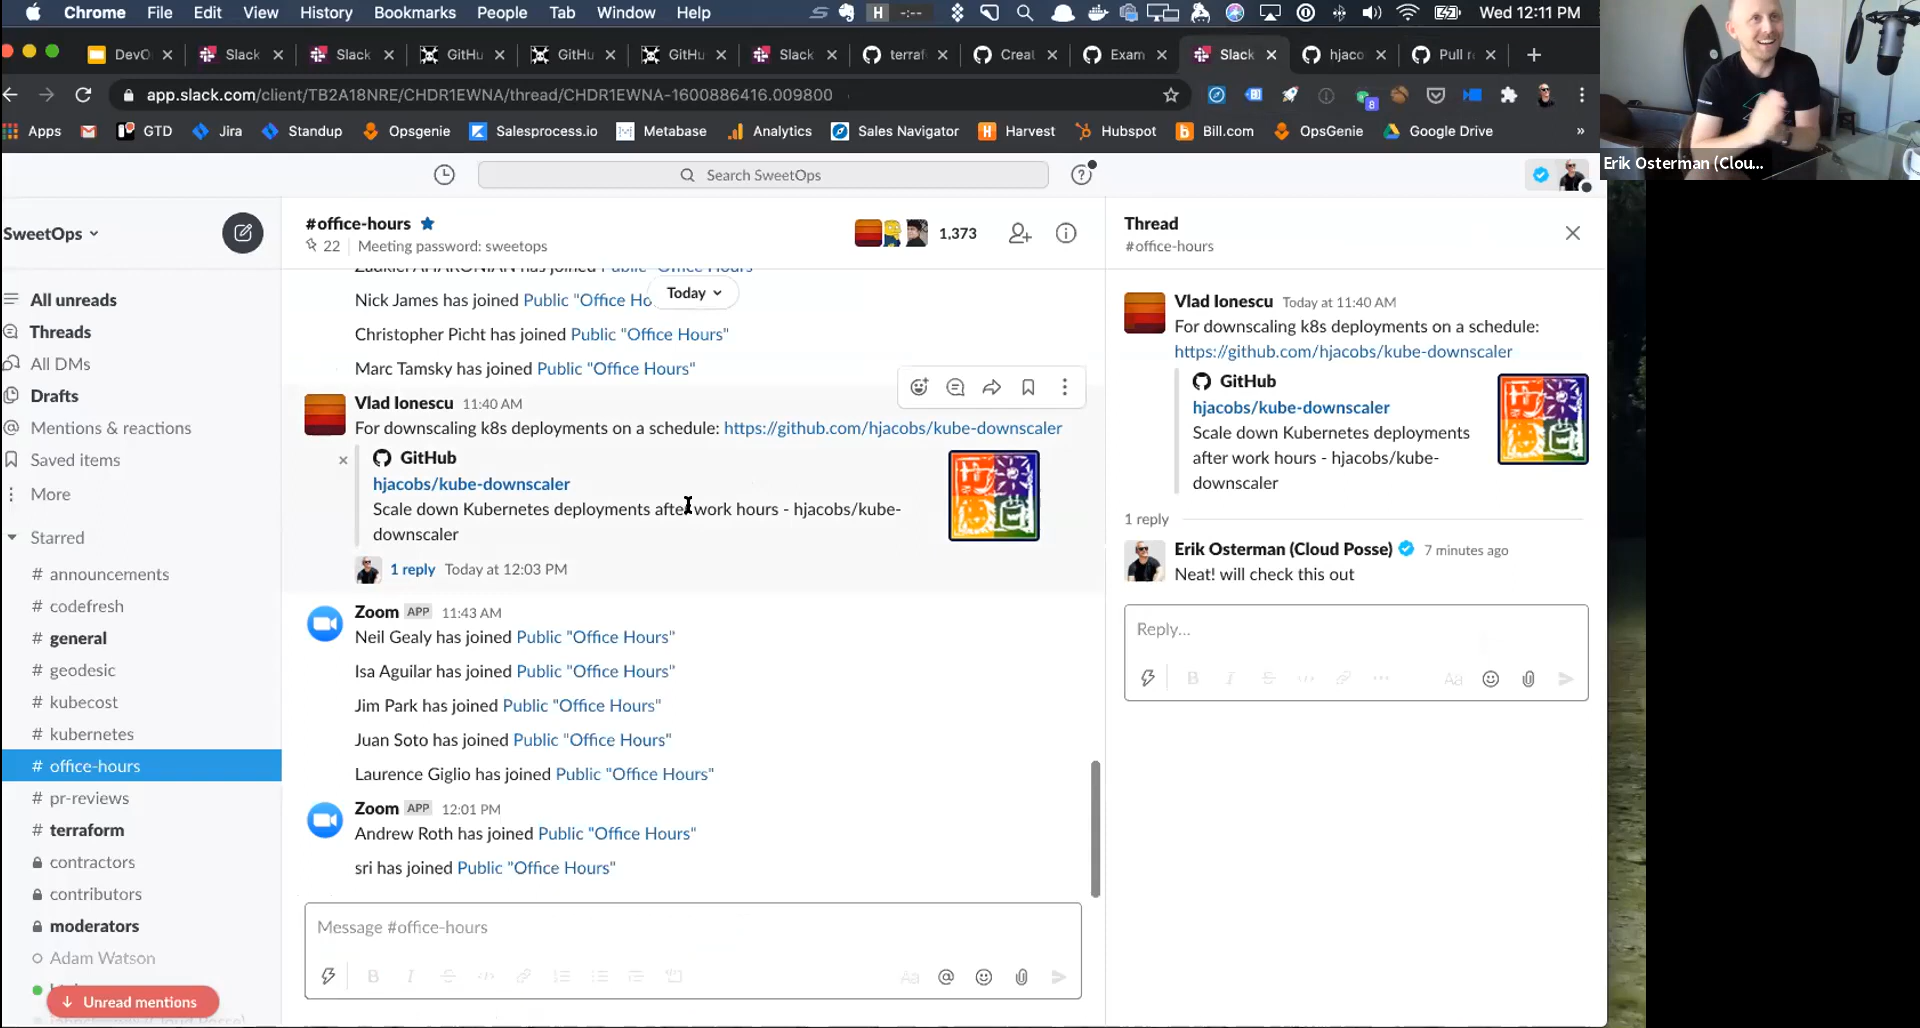 Chrome File Edit View History Bookmarks People Tab Window Help
H -:-- Wed 12:11 PM
DevO Slack Slack GitHu GitHu GitHu Slack terraf Creat Exam Slack hjaco Pull r
app.slack.com/client/TB2A18NRE/CHDR1EWNA/thread/CHDR1EWNA-1600886416.009800
8
Apps GTD Jira Standup Opsgenie Salesprocess.io Metabase Analytics Sales Navigator Harvest Hubspot Bill.com OpsGenie Google Drive »
Erik Osterman (Clou...
Search SweetOps
SweetOps
All unreads
Threads
All DMs
Drafts
Mentions & reactions
Saved items
More
Starred
# announcements
# codefresh
# general
# geodesic
# kubecost
# kubernetes
# office-hours
# pr-reviews
# terraform
contractors
contributors
moderators
Adam Watson
Unread mentions
#office-hours
22 | Meeting password: sweetops
1,373
Zadkiel AHARONIAN has joined Public "Office Hours"
Today
Nick James has joined Public "Office Ho
Christopher Picht has joined Public "Office Hours"
Marc Tamsky has joined Public "Office Hours"
Vlad Ionescu 11:40 AM
For downscaling k8s deployments on a schedule: https://github.com/hjacobs/kube-downscaler
GitHub
hjacobs/kube-downscaler
Scale down Kubernetes deployments after work hours - hjacobs/kube-
downscaler
1 reply Today at 12:03 PM
Zoom APP 11:43 AM
Neil Gealy has joined Public "Office Hours"
Isa Aguilar has joined Public "Office Hours"
Jim Park has joined Public "Office Hours"
Juan Soto has joined Public "Office Hours"
Laurence Giglio has joined Public "Office Hours"
Zoom APP 12:01 PM
Andrew Roth has joined Public "Office Hours"
sri has joined Public "Office Hours"
Message #office-hours
B I Aa @
Thread
#office-hours
Vlad Ionescu Today at 11:40 AM
For downscaling k8s deployments on a schedule:
https://github.com/hjacobs/kube-downscaler
GitHub
hjacobs/kube-downscaler
Scale down Kubernetes deployments
after work hours - hjacobs/kube-
downscaler
1 reply
Erik Osterman (Cloud Posse) 7 minutes ago
Neat! will check this out
Reply...
B I Aa